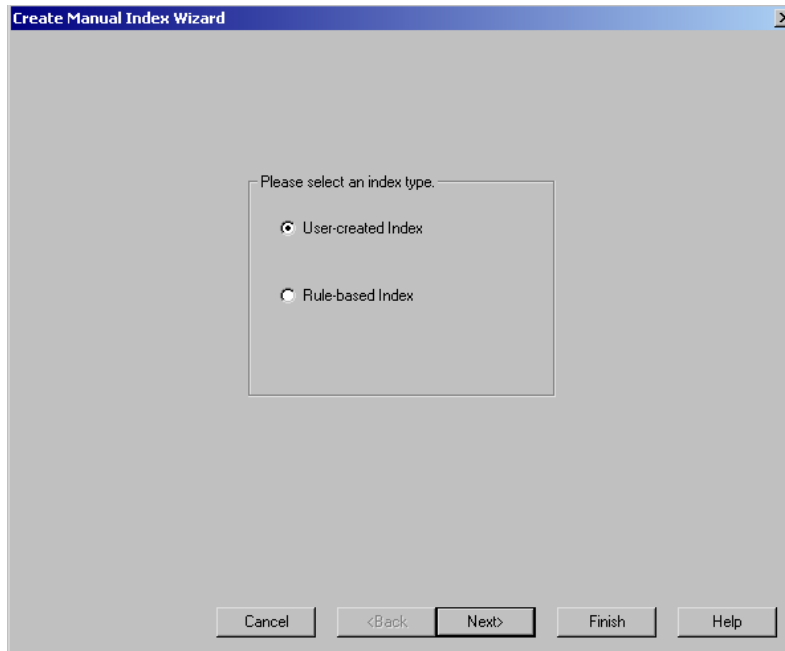 Create Manual Index Wizard
Please select an index type.
User-created Index
Rule-based Index
Cancel <Back Next> Finish Help